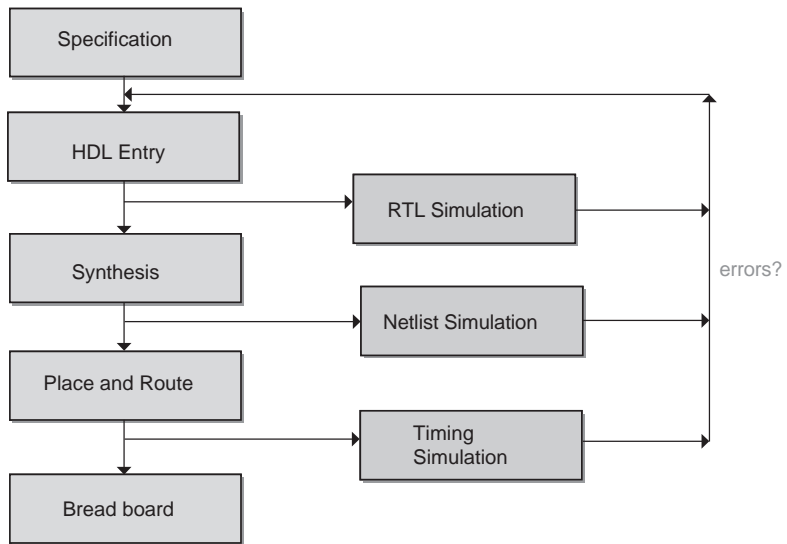 Specification
HDL Entry
RTL Simulation
errors?
Synthesis
Netlist Simulation
Place and Route
Timing
Simulation
Bread board